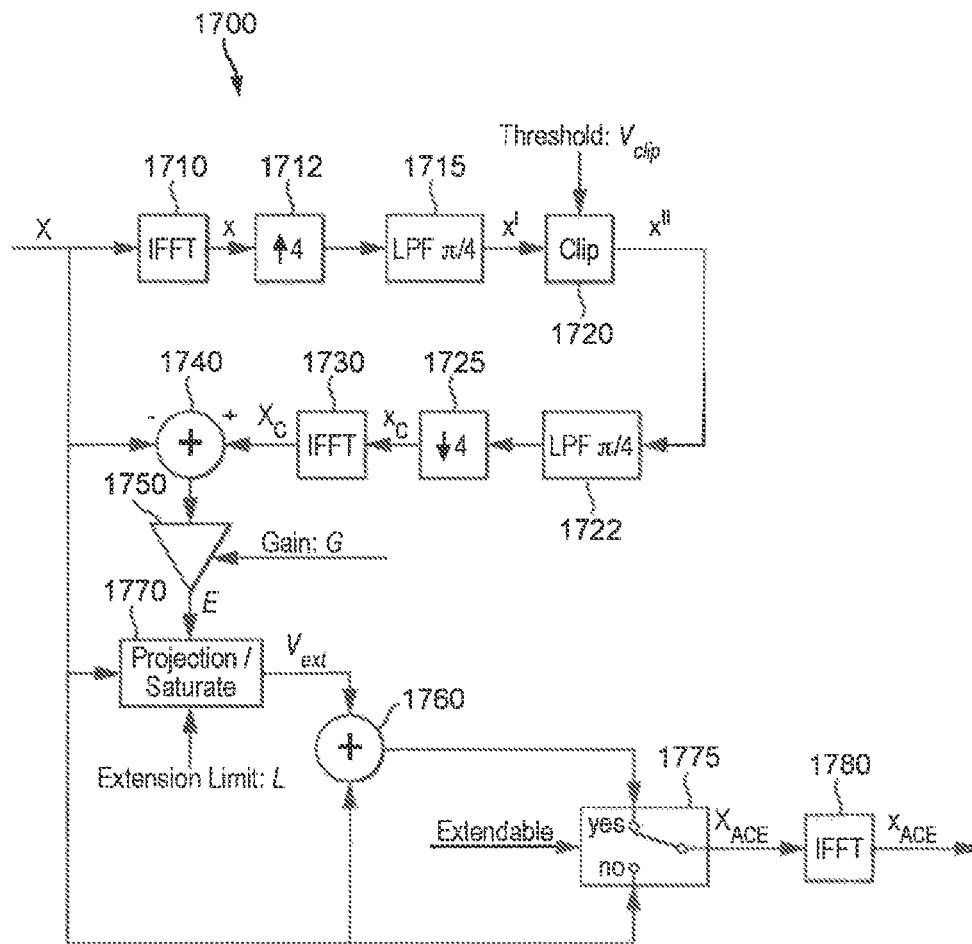 1700
Threshold: V_clip
1710
1712
1715
X
IFFT
x
↑4
LPF π/4
x^I
Clip
x^II
1720
1740
1730
1725
-
+
+
X_C
IFFT
x_C
↓4
LPF π/4
1722
1750
Gain: G
E
1770
Projection /
Saturate
V_ext
1760
+
Extension Limit: L
1775
1780
Extendable
yes
no
X_ACE
IFFT
x_ACE